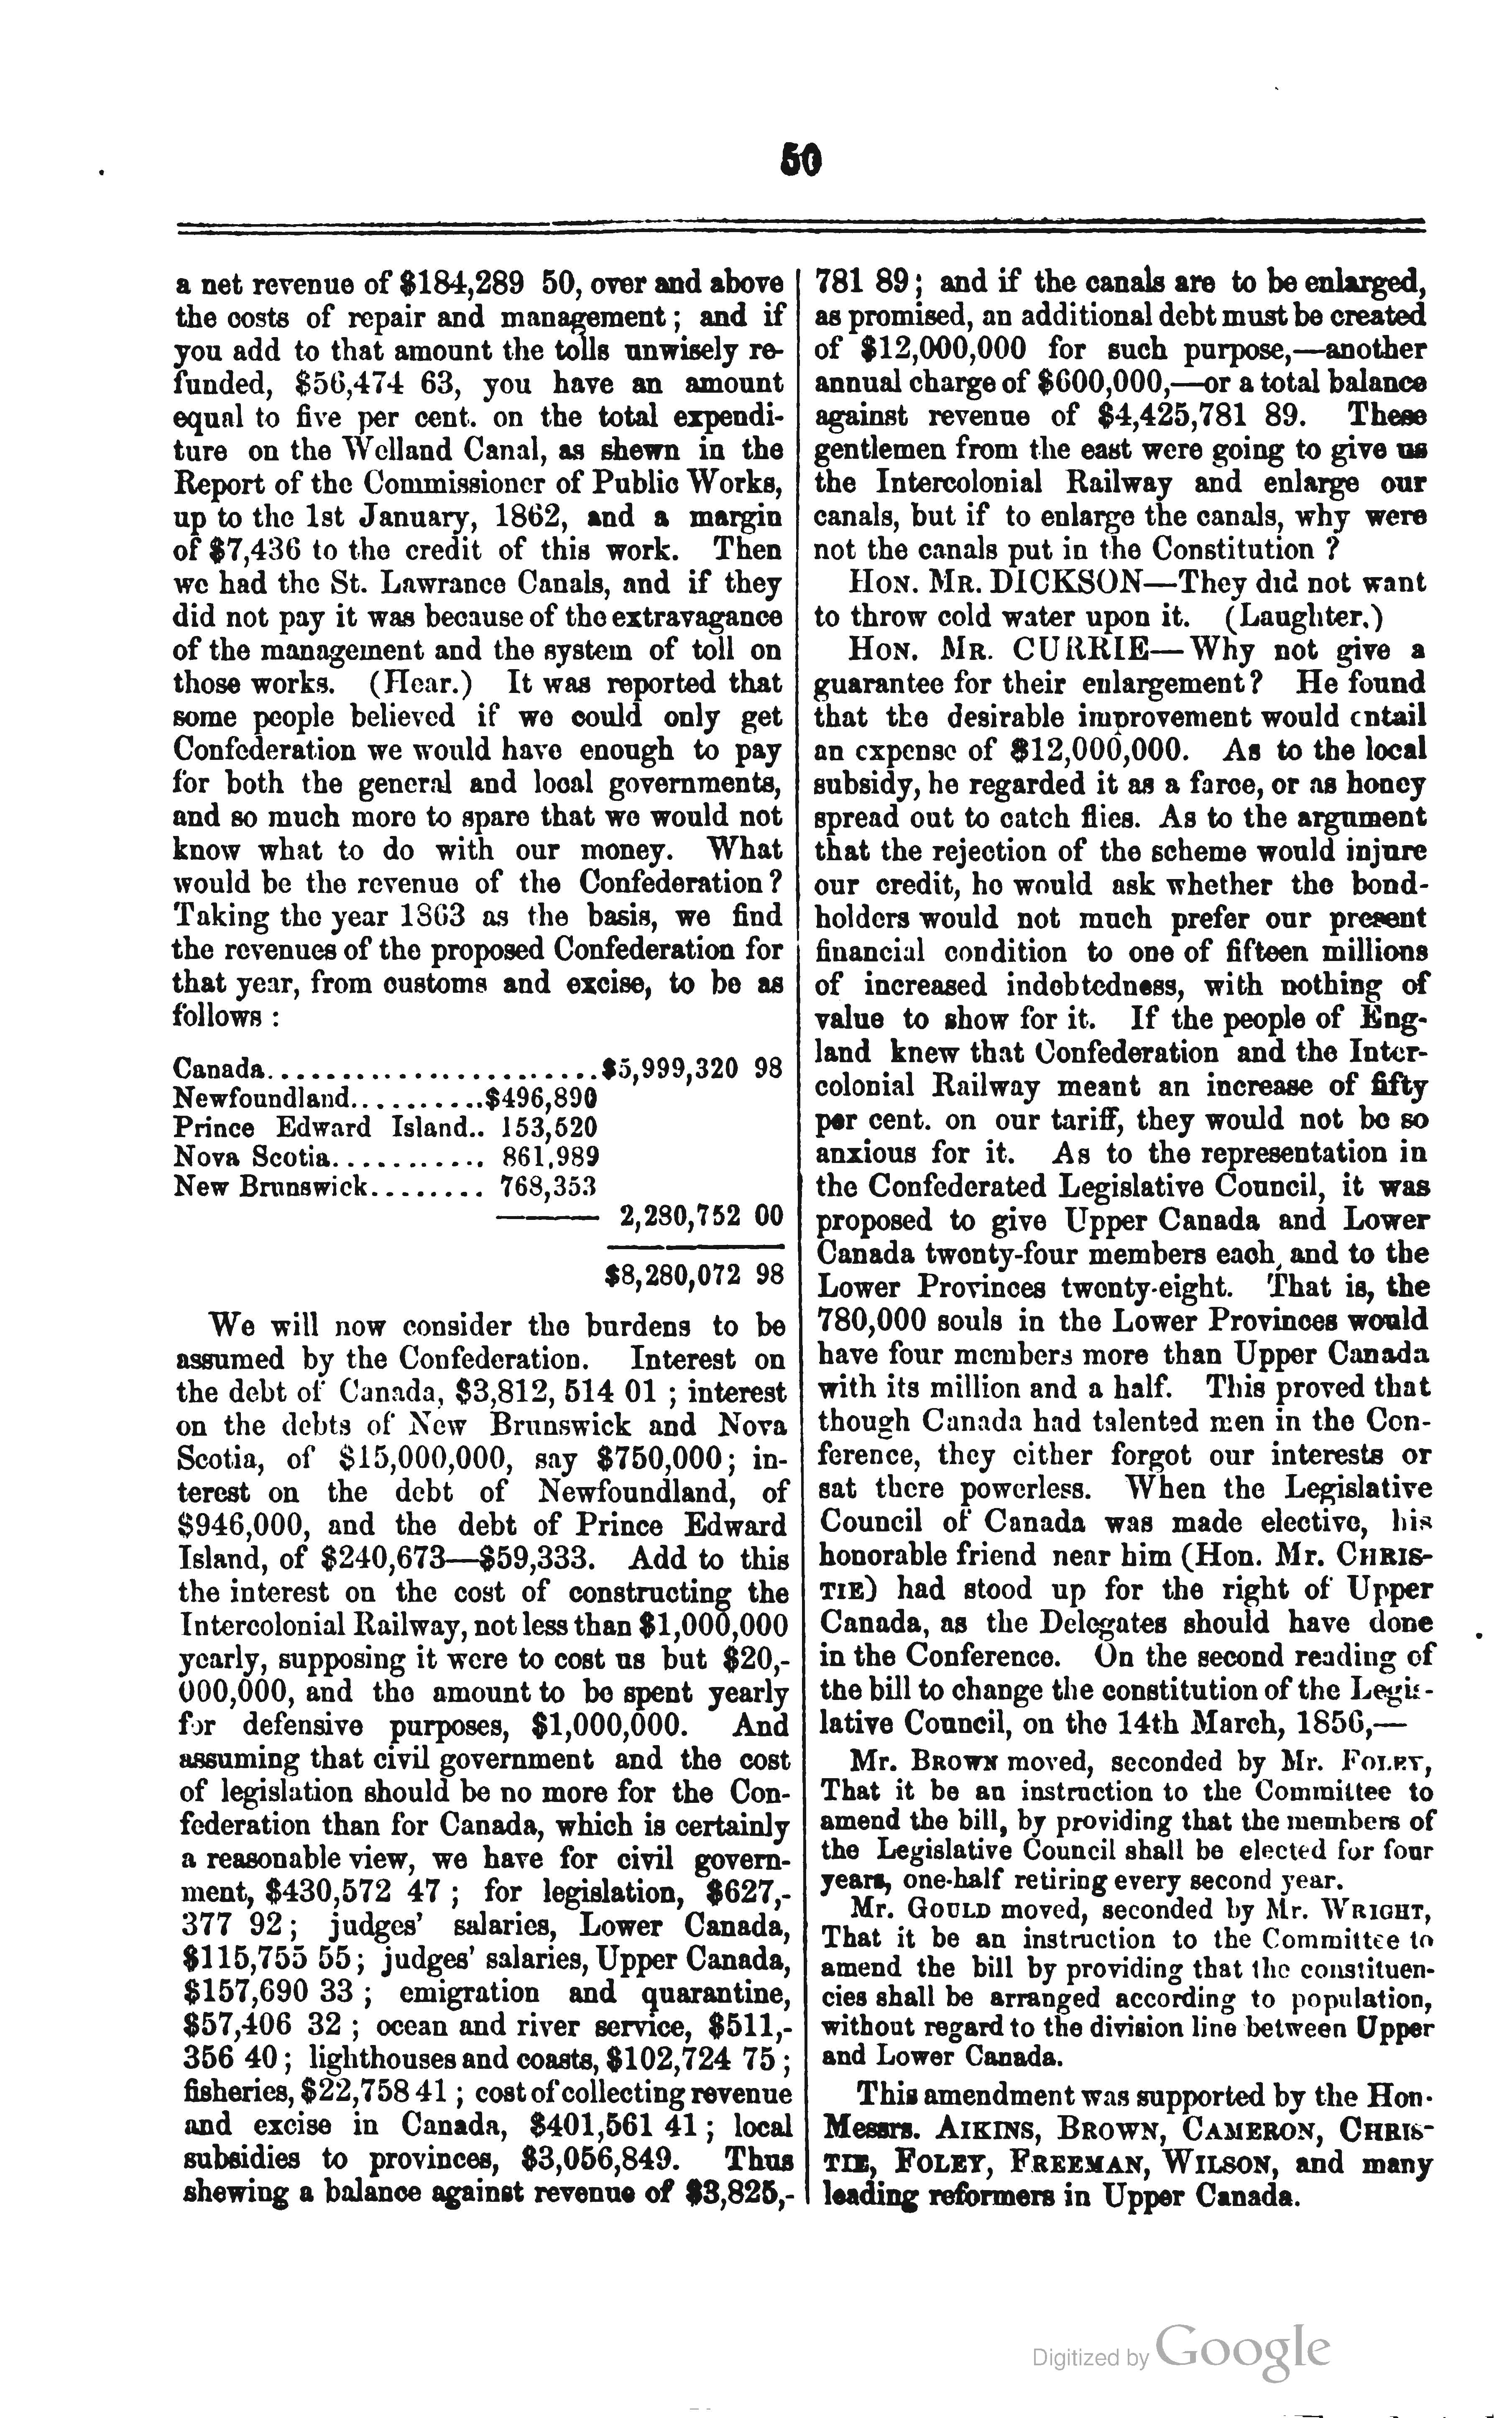 50
a net revenue of $184,289 50, over and above
the costs of repair and management; and if
you add to that amount the tolls unwisely re-
funded, $56,474 63, you have an amount
equal to five per cent. on the total expendi-
ture on the Welland Canal, as shewn in the
Report of the Commissioner of Public Works,
up to the 1st January, 1862, and a margin
of $7,436 to the credit of this work. Then
we had the St. Lawrance Canals, and if they
did not pay it was because of the extravagance
of the management and the system of toll on
those works. (Hear.) It was reported that
some people believed if we could only get
Confederation we would have enough to pay
for both the general and local governments,
and so much more to spare that we would not
know what to do with our money. What
would be the revenue of the Confederation?
Taking the year 1863 as the basis, we find
the revenues of the proposed Confederation for
that year, from customs and excise, to be as
follows :
Canada.......................$5,999,320 98
Newfoundland..........$496,890
Prince Edward Island.. 153,520
Nova Scotia........... 861,989
New Brunswick........ 768,353
——— 2,280,752 00
$8,280,072 98
We will now consider the burdens to be
assumed by the Confederation. Interest on
the debt of Canada, $3,812, 514 01 ; interest
on the debts of New Brunswick and Nova
Scotia, of $15,000,000, say $750,000; in-
terest on the debt of Newfoundland, of
$946,000, and the debt of Prince Edward
Island, of $240,673—$59,333. Add to this
the interest on the cost of constructing the
Intercolonial Railway, not less than $1,000,000
yearly, supposing it were to cost us but $20,-
000,000, and the amount to be spent yearly
for defensive purposes, $1,000,000. And
assuming that civil government and the cost
of legislation should be no more for the Con-
federation than for Canada, which is certainly
a reasonable view, we have for civil govern-
ment, $430,572 47 ; for legislation, $627,-
377 92 ; judges' salaries, Lower Canada,
$115,755 55; judges' salaries, Upper Canada,
$157,690 33 ; emigration and quarantine,
$57,406 32 ; ocean and river service, $511,-
356 40 ; lighthouses and coasts, $102,724 75 ;
fisheries, $22,758 41 ; cost of collecting revenue
and excise in Canada, $401,561 41 ; local
subsidies to provinces, $3,056,849. Thus
shewing a balance against revenue of $3,825,-
781 89 ; and if the canals are to be enlarged,
as promised, an additional debt must be created
of $12,000,000 for such purpose,—another
annual charge of $600,000,—or a total balance
against revenue of $4,425,781 89. These
gentlemen from the east were going to give us
the Intercolonial Railway and enlarge our
canals, but if to enlarge the canals, why were
not the canals put in the Constitution ?
HON. MR. DICKSON—They did not want
to throw cold water upon it. (Laughter.)
HON. MR. CURRIE—Why not give a
guarantee for their enlargement? He found
that the desirable improvement would entail
an expense of $12,000,000. As to the local
subsidy, he regarded it as a farce, or as honey
spread out to catch flies. As to the argument
that the rejection of the scheme would injure
our credit, he would ask whether the bond-
holders would not much prefer our present
financial condition to one of fifteen millions
of increased indebtedness, with nothing of
value to show for it. If the people of Eng-
land knew that Confederation and the Inter-
colonial Railway meant an increase of fifty
per cent. on our tariff, they would not be so
anxious for it. As to the representation in
the Confederated Legislative Council, it was
proposed to give Upper Canada and Lower
Canada twenty-four members each, and to the
Lower Provinces twenty-eight. That is, the
780,000 souls in the Lower Provinces would
have four members more than Upper Canada
with its million and a half. This proved that
though Canada had talented men in the Con-
ference, they either forgot our interests or
sat there powerless. When the Legislative
Council of Canada was made elective, his
honorable friend near him (Hon. Mr. CHRIS-
TIE) had stood up for the right of Upper
Canada, as the Delegates should have done
in the Conference. On the second reading of
the bill to change the constitution of the Legis-
lative Council, on the 14th March, 1856,—
Mr. BROWN moved, seconded by Mr. FOLEY,
That it be an instruction to the Committee to
amend the bill, by providing that the members of
the Legislative Council shall be elected for four
years, one-half retiring every second year.
Mr. GOULD moved, seconded by Mr. WRIGHT,
That it be an instruction to the Committee to
amend the bill by providing that the constituen-
cies shall be arranged according to population,
without regard to the division line between Upper
and Lower Canada.
This amendment was supported by the Hon.
Messrs. AIKINS, BROWN, CAMERON, CHRIS-
TIE, FOLEY, FREEMAN, WILSON, and many
leading reformers in Upper Canada.
Digitized by Google